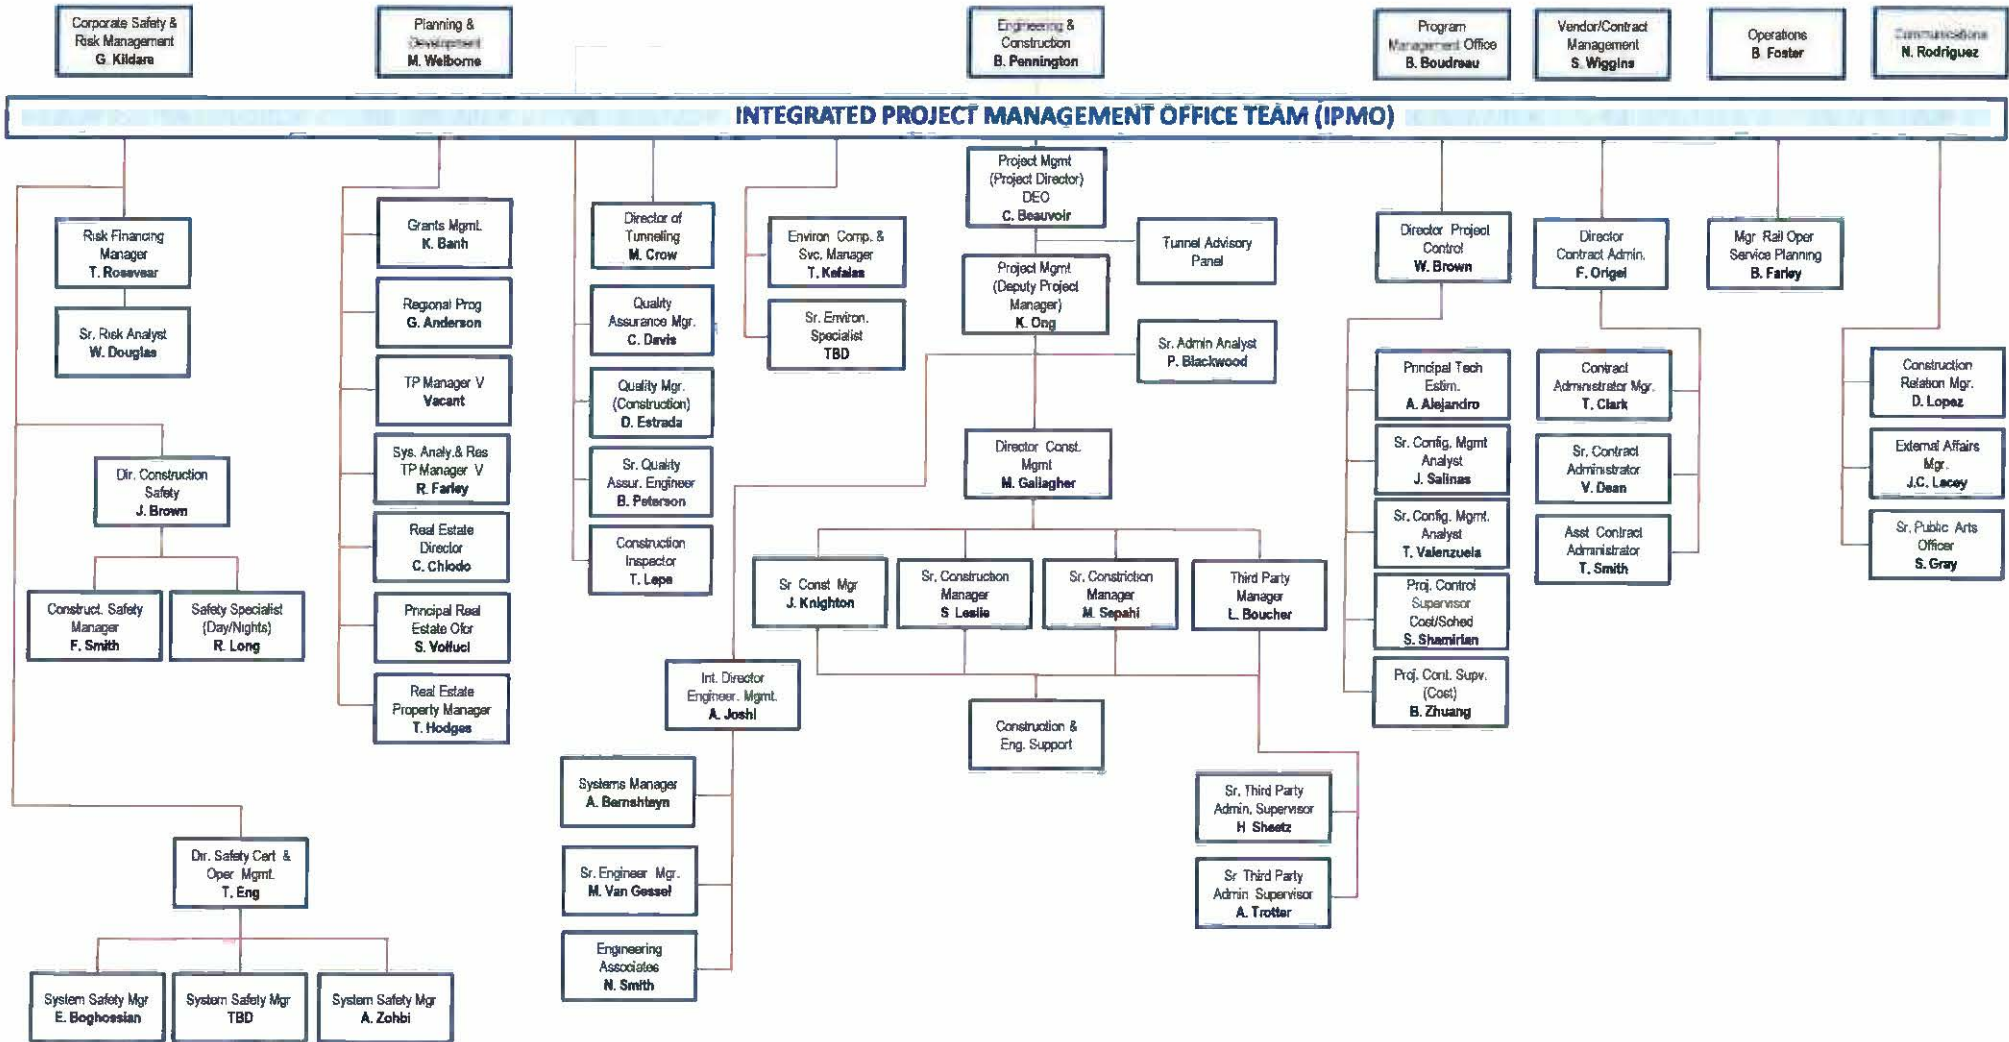 Corporate Safety &
Risk Management
G. Kildare
Planning &
Development
M. Welborne
Engineering &
Construction
B. Pennington
Program
Management Office
B. Boudreau
Vendor/Contract
Management
S. Wiggins
Operations
B Foster
Communications
N. Rodriguez
INTEGRATED PROJECT MANAGEMENT OFFICE TEAM (IPMO)
Risk Financing
Manager
T. Rosevear
Sr. Risk Analyst
W. Douglas
Dir. Construction
Safety
J. Brown
Construct. Safety
Manager
F. Smith
Safety Specialist
(Day/Nights)
R. Long
Dir. Safety Cert &
Oper Mgmt.
T. Eng
System Safety Mgr
E. Boghossian
System Safety Mgr
TBD
System Safety Mgr
A. Zohbi
Grants Mgmt.
K. Banh
Regional Prog
G. Anderson
TP Manager V
Vacant
Sys. Analy.& Res
TP Manager V
R. Farley
Real Estate
Director
C. Chiodo
Principal Real
Estate Ofcr
S. Volfuci
Real Estate
Property Manager
T. Hodges
Director of
Tunneling
M. Crow
Quality
Assurance Mgr.
C. Davis
Quality Mgr.
(Construction)
D. Estrada
Sr. Quality
Assur. Engineer
B. Peterson
Construction
Inspector
T. Lepe
Environ Comp. &
Svc. Manager
T. Kefalas
Sr. Environ.
Specialist
TBD
Project Mgmt
(Project Director)
DEO
C. Beauvoir
Tunnel Advisory
Panel
Project Mgmt
(Deputy Project
Manager)
K. Ong
Sr. Admin Analyst
P. Blackwood
Director Const.
Mgmt
M. Gallagher
Sr Const Mgr
J. Knighton
Sr. Construction
Manager
S Leslie
Sr. Constriction
Manager
M. Sepahi
Third Party
Manager
L. Boucher
Int. Director
Engineer. Mgmt.
A. Joshi
Construction &
Eng. Support
Systems Manager
A. Bernshteyn
Sr. Engineer Mgr.
M. Van Gessel
Engineering
Associates
N. Smith
Sr. Third Party
Admin. Supervisor
H Sheetz
Sr Third Party
Admin Supervisor
A. Trotter
Director Project
Control
W. Brown
Principal Tech
Estim.
A. Alejandro
Sr. Config. Mgmt
Analyst
J. Salinas
Sr. Config. Mgmt.
Analyst
T. Valenzuela
Proj. Control
Supervisor
Cost/Sched
S. Shamirian
Proj. Cont. Supv.
(Cost)
B. Zhuang
Director
Contract Admin.
F. Origel
Contract
Administrator Mgr.
T. Clark
Sr. Contract
Administrator
V. Dean
Asst Contract
Administrator
T. Smith
Mgr Rail Oper
Service Planning
B. Farley
Construction
Relation Mgr.
D. Lopez
External Affairs
Mgr.
J.C. Lacey
Sr. Public Arts
Officer
S. Gray